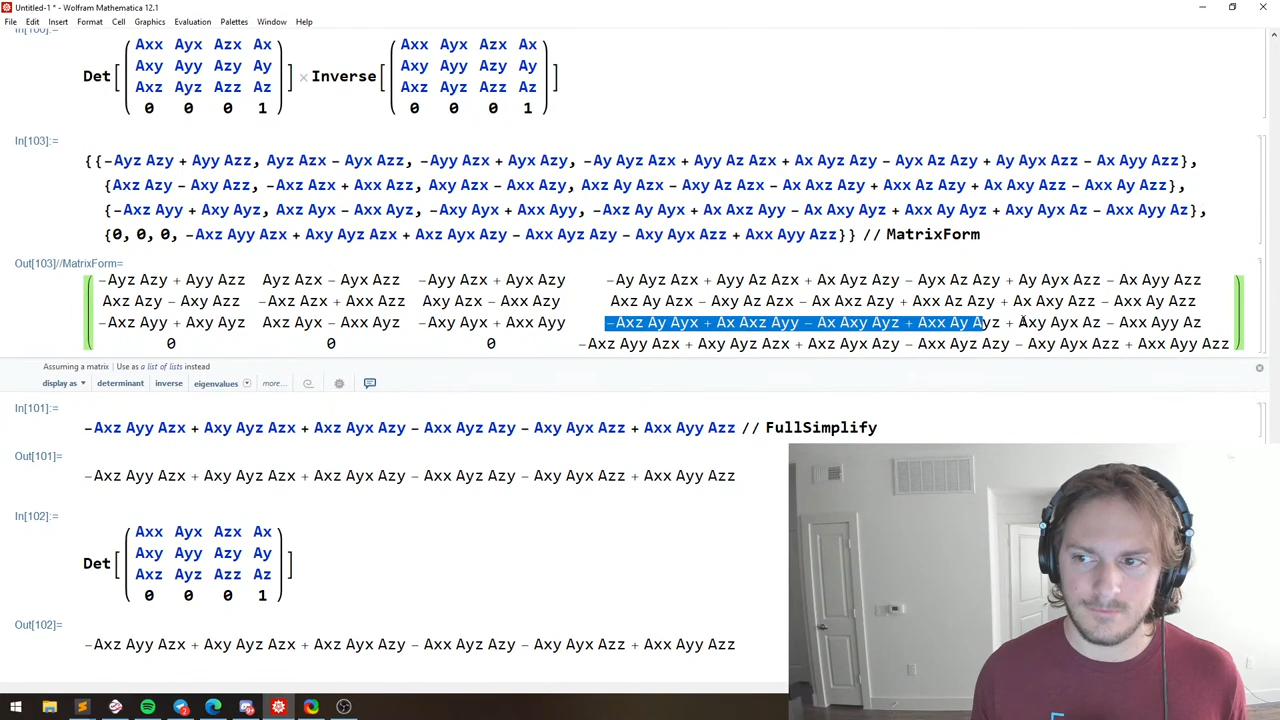 Untitled-1 * - Wolfram Mathematica 12.1
File Edit Insert Format Cell Graphics Evaluation Palettes Window Help
Axx Ayx Azx Ax Axx Ayx Azx Ax
Axy Ayy Azy Ay Axy Ayy Azy Ay
Det[ ] × Inverse[ ]
Axz Ayz Azz Az Axz Ayz Azz Az
0 0 0 1 0 0 0 1
In[103]:=
{{-Ayz Azy + Ayy Azz, Ayz Azx - Ayx Azz, -Ayy Azx + Ayx Azy, -Ay Ayz Azx + Ayy Az Azx + Ax Ayz Azy - Ayx Az Azy + Ay Ayx Azz - Ax Ayy Azz},
{Axz Azy - Axy Azz, -Axz Azx + Axx Azz, Axy Azx - Axx Azy, Axz Ay Azx - Axy Az Azx - Ax Axz Azy + Axx Az Azy + Ax Axy Azz - Axx Ay Azz},
{-Axz Ayy + Axy Ayz, Axz Ayx - Axx Ayz, -Axy Ayx + Axx Ayy, -Axz Ay Ayx + Ax Axz Ayy - Ax Axy Ayz + Axx Ay Ayz + Axy Ayx Az - Axx Ayy Az},
{0, 0, 0, -Axz Ayy Azx + Axy Ayz Azx + Axz Ayx Azy - Axx Ayz Azy - Axy Ayx Azz + Axx Ayy Azz}} // MatrixForm
Out[103]//MatrixForm=
-Ayz Azy + Ayy Azz Ayz Azx - Ayx Azz -Ayy Azx + Ayx Azy -Ay Ayz Azx + Ayy Az Azx + Ax Ayz Azy - Ayx Az Azy + Ay Ayx Azz - Ax Ayy Azz
Axz Azy - Axy Azz -Axz Azx + Axx Azz Axy Azx - Axx Azy Axz Ay Azx - Axy Az Azx - Ax Axz Azy + Axx Az Azy + Ax Axy Azz - Axx Ay Azz
-Axz Ayy + Axy Ayz Axz Ayx - Axx Ayz -Axy Ayx + Axx Ayy -Axz Ay Ayx + Ax Axz Ayy - Ax Axy Ayz + Axx Ay Ayz + Axy Ayx Az - Axx Ayy Az
0 0 0 -Axz Ayy Azx + Axy Ayz Azx + Axz Ayx Azy - Axx Ayz Azy - Axy Ayx Azz + Axx Ayy Azz
Assuming a matrix | Use as a list of lists instead
display as determinant inverse eigenvalues more...
In[101]:=
-Axz Ayy Azx + Axy Ayz Azx + Axz Ayx Azy - Axx Ayz Azy - Axy Ayx Azz + Axx Ayy Azz // FullSimplify
Out[101]=
-Axz Ayy Azx + Axy Ayz Azx + Axz Ayx Azy - Axx Ayz Azy - Axy Ayx Azz + Axx Ayy Azz
In[102]:=
Axx Ayx Azx Ax
Axy Ayy Azy Ay
Det[ ]
Axz Ayz Azz Az
0 0 0 1
Out[102]=
-Axz Ayy Azx + Axy Ayz Azx + Axz Ayx Azy - Axx Ayz Azy - Axy Ayx Azz + Axx Ayy Azz